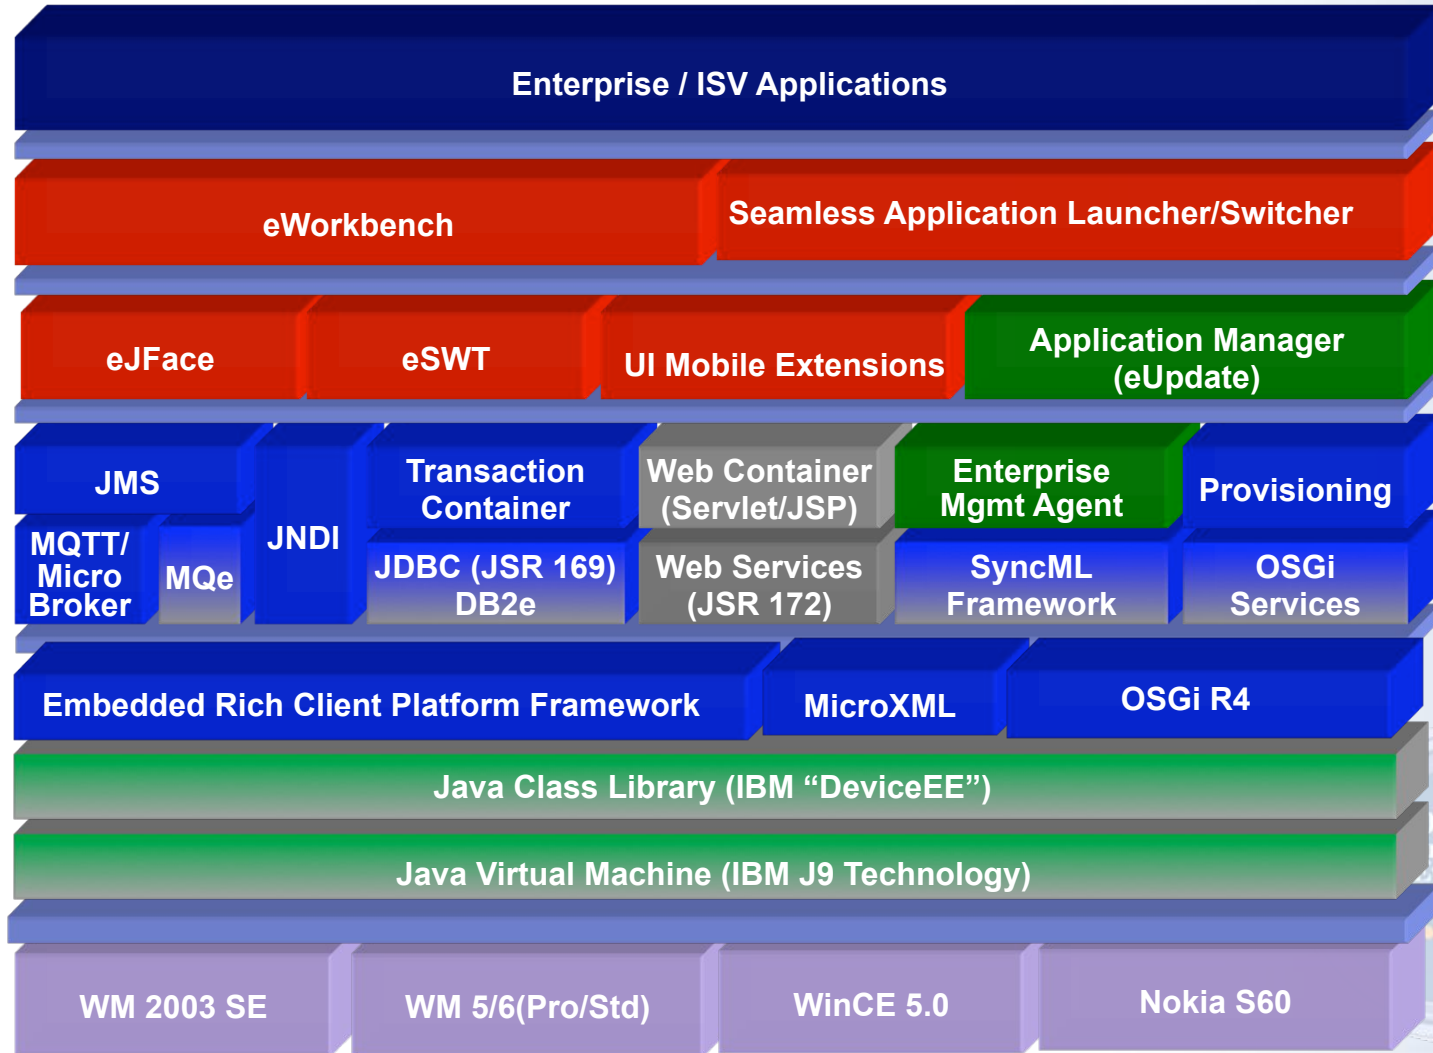 Enterprise / ISV Applications
eWorkbench
Seamless Application Launcher/Switcher
eJFace
eSWT
UI Mobile Extensions
Application Manager
(eUpdate)
JMS
JNDI
Transaction
Container
Web Container
(Servlet/JSP)
Enterprise
Mgmt Agent
Provisioning
MQTT/
Micro
Broker
MQe
JDBC (JSR 169)
DB2e
Web Services
(JSR 172)
SyncML
Framework
OSGi
Services
Embedded Rich Client Platform Framework
MicroXML
OSGi R4
Java Class Library (IBM “DeviceEE”)
Java Virtual Machine (IBM J9 Technology)
WM 2003 SE
WM 5/6(Pro/Std)
WinCE 5.0
Nokia S60